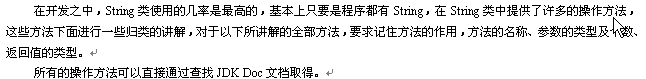 在开发之中，String 类使用的几率是最高的，基本上只要是程序都有 String，在 String 类中提供了许多的操作方法，
这些方法下面进行一些归类的讲解，对于以下所讲解的全部方法，要求记住方法的作用，方法的名称、参数的类型及个数、
返回值的类型。
所有的操作方法可以直接通过查找 JDK Doc 文档取得。